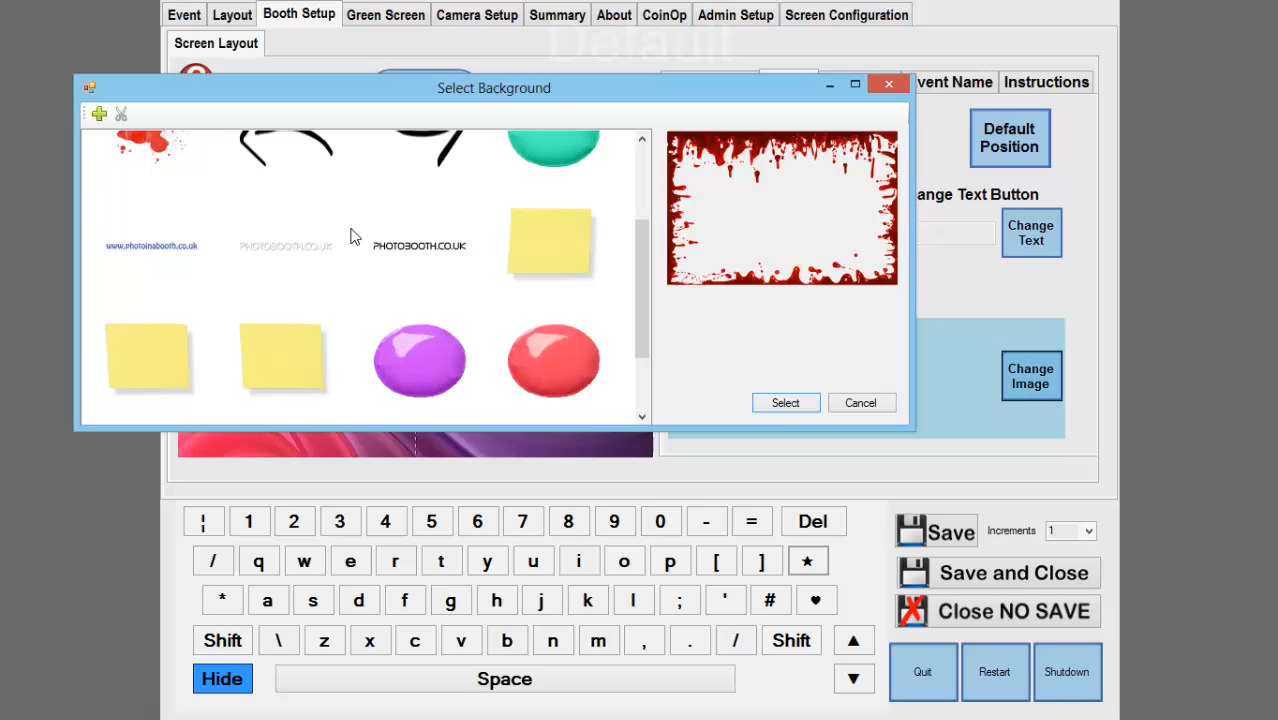 Event Layout Booth Setup Green Screen Camera Setup Summary About CoinOp Admin Setup Screen Configuration
Screen Layout
Default
Select Background
vent Name Instructions
Default
Position
ange Text Button
Change
Text
www.photoinabooth.co.uk PHOTOBOOTH.CO.UK PHOTOBOOTH.CO.UK
Change
Image
Select Cancel
¦ 1 2 3 4 5 6 7 8 9 0 - = Del
/ q w e r t y u i o p [ ] ★
* a s d f g h j k l ; ' # ♥
Shift \ z x c v b n m , . / Shift ▲
Hide Space ▼
Save Increments 1
Save and Close
Close NO SAVE
Quit Restart Shutdown